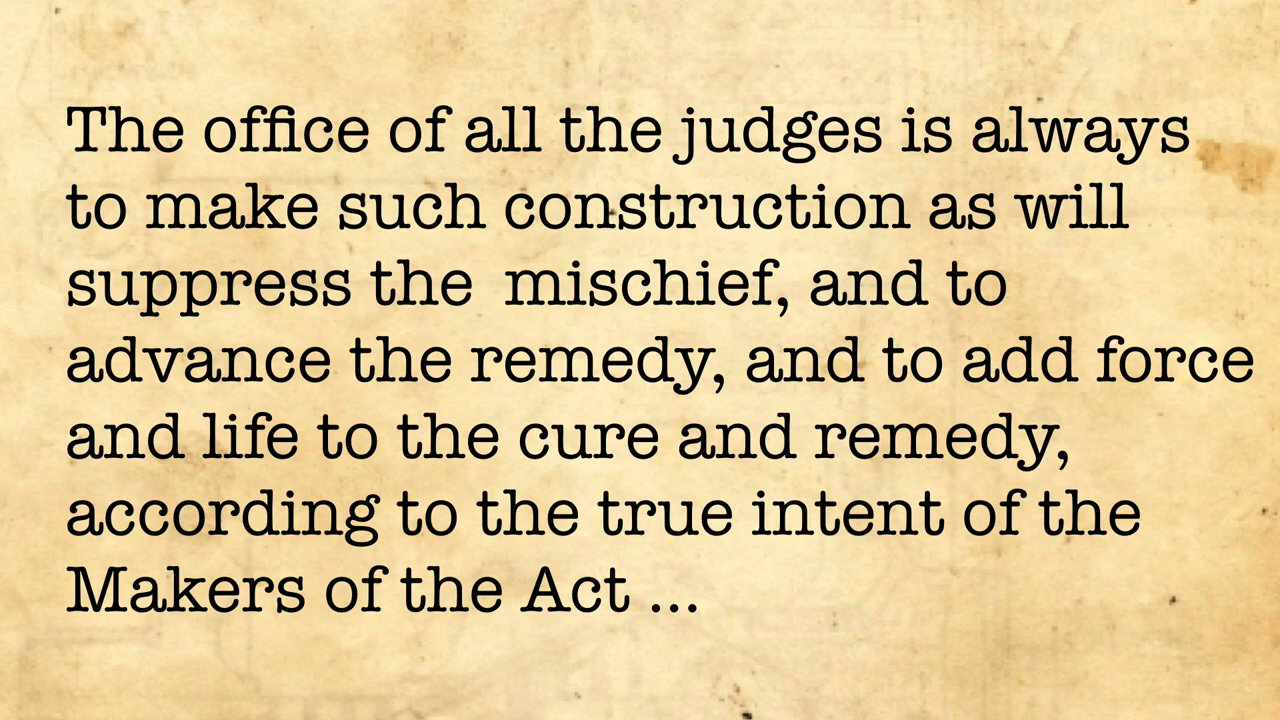 The office of all the judges is always
to make such construction as will
suppress the  mischief, and to
advance the remedy, and to add force
and life to the cure and remedy,
according to the true intent of the
Makers of the Act ...